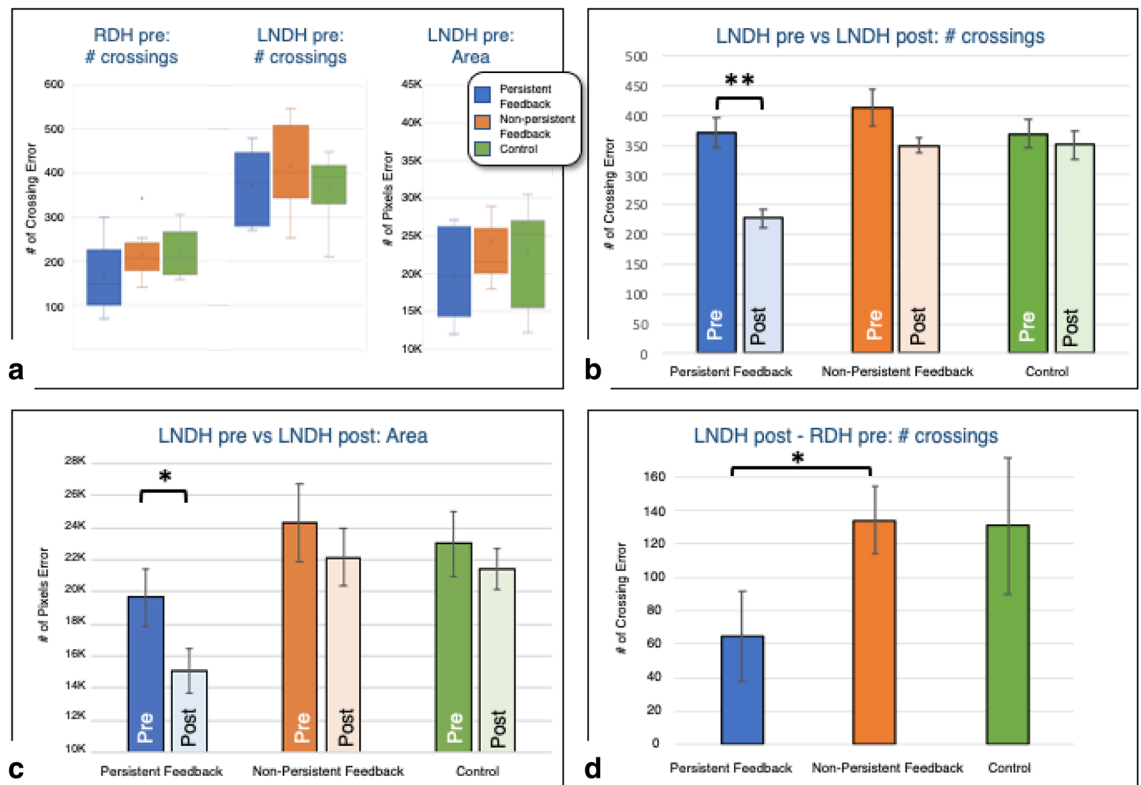 RDH pre:
# crossings
LNDH pre:
# crossings
LNDH pre:
Area
Persistent
Feedback
Non-persistent
Feedback
Control
# of Crossing Error
600
500
400
300
200
100
# of Pixels Error
45K
40K
35K
30K
25K
20K
15K
10K
a
LNDH pre vs LNDH post: # crossings
# of Crossing Error
500
450
400
350
300
250
200
150
100
50
0
**
Pre
Post
Pre
Post
Pre
Post
Persistent Feedback
Non-Persistent Feedback
Control
b
LNDH pre vs LNDH post: Area
# of Pixels Error
28K
26K
24K
22K
20K
18K
16K
14K
12K
10K
*
Pre
Post
Pre
Post
Pre
Post
Persistent Feedback
Non-Persistent Feedback
Control
c
LNDH post - RDH pre: # crossings
# of Crossing Error
160
140
120
100
80
60
40
20
0
*
Persistent Feedback
Non-Persistent Feedback
Control
d